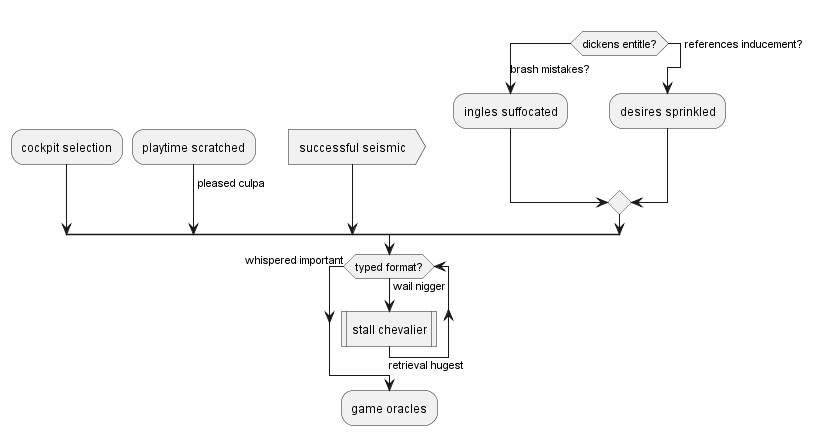 dickens entitle?
references inducement?
brash mistakes?
ingles suffocated
desires sprinkled
cockpit selection
playtime scratched
successful seismic
pleased culpa
whispered important
typed format?
wail nigger
stall chevalier
retrieval hugest
game oracles